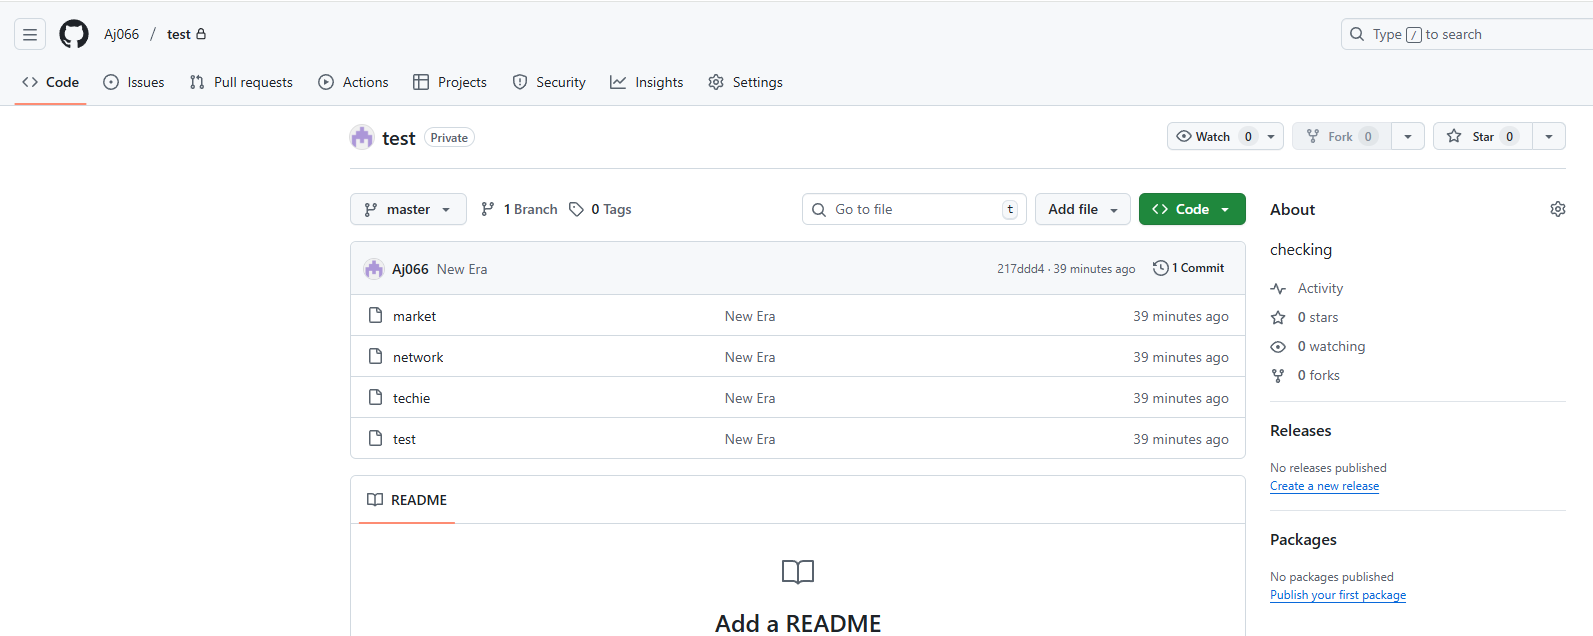 Aj066 / test
Type / to search
Code Issues Pull requests Actions Projects Security Insights Settings
test Private
Watch 0 Fork 0 Star 0
master 1 Branch 0 Tags Go to file t Add file Code
Aj066 New Era 217ddd4 · 39 minutes ago 1 Commit
market New Era 39 minutes ago
network New Era 39 minutes ago
techie New Era 39 minutes ago
test New Era 39 minutes ago
README
Add a README
About
checking
Activity
0 stars
0 watching
0 forks
Releases
No releases published
Create a new release
Packages
No packages published
Publish your first package